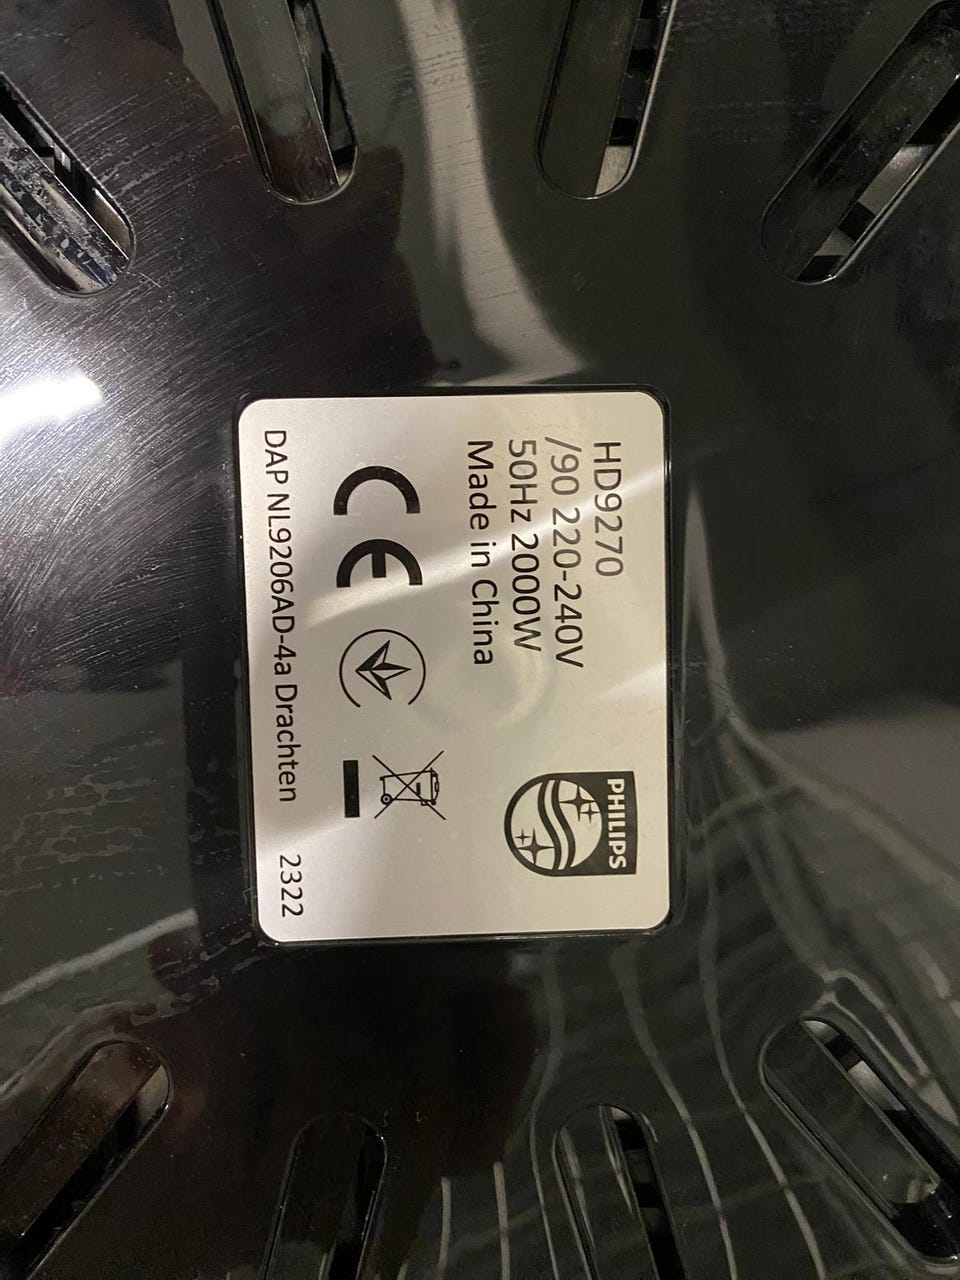 HD9270
/90 220-240V
50Hz 2000W
Made in China
PHILIPS
CE
DAP NL9206AD-4a Drachten 2322